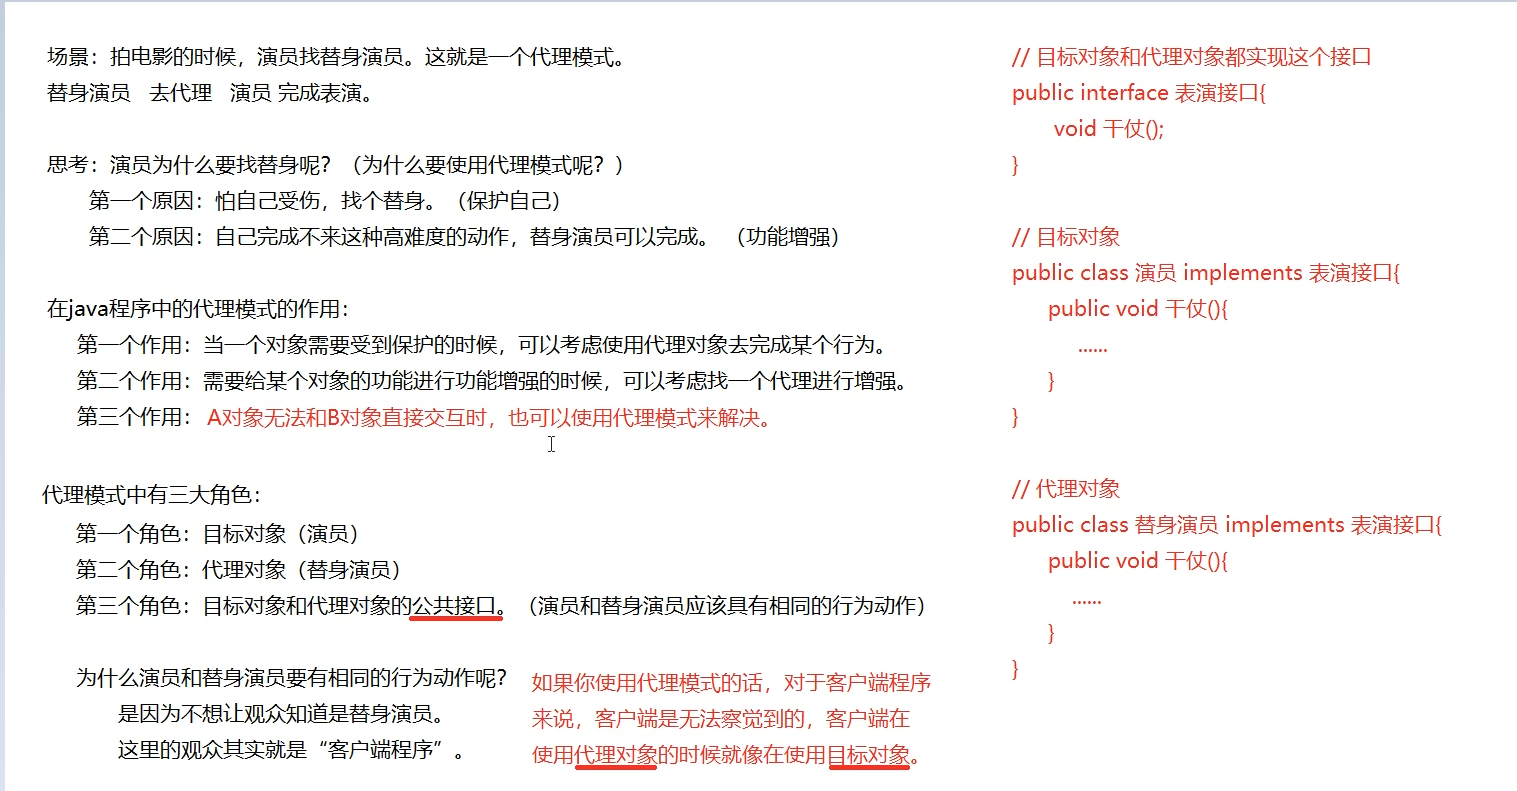 场景：拍电影的时候，演员找替身演员。这就是一个代理模式。
替身演员 去代理 演员 完成表演。
思考：演员为什么要找替身呢？（为什么要使用代理模式呢？）
第一个原因：怕自己受伤，找个替身。（保护自己）
第二个原因：自己完成不来这种高难度的动作，替身演员可以完成。（功能增强）
在java程序中的代理模式的作用：
第一个作用：当一个对象需要受到保护的时候，可以考虑使用代理对象去完成某个行为。
第二个作用：需要给某个对象的功能进行功能增强的时候，可以考虑找一个代理进行增强。
第三个作用：A对象无法和B对象直接交互时，也可以使用代理模式来解决。
代理模式中有三大角色：
第一个角色：目标对象（演员）
第二个角色：代理对象（替身演员）
第三个角色：目标对象和代理对象的公共接口。（演员和替身演员应该具有相同的行为动作）
为什么演员和替身演员要有相同的行为动作呢？
是因为不想让观众知道是替身演员。
这里的观众其实就是“客户端程序”。
如果你使用代理模式的话，对于客户端程序
来说，客户端是无法察觉到的，客户端在
使用代理对象的时候就像在使用目标对象。
// 目标对象和代理对象都实现这个接口
public interface 表演接口{
void 干仗();
}
// 目标对象
public class 演员 implements 表演接口{
public void 干仗(){
......
}
}
// 代理对象
public class 替身演员 implements 表演接口{
public void 干仗(){
......
}
}